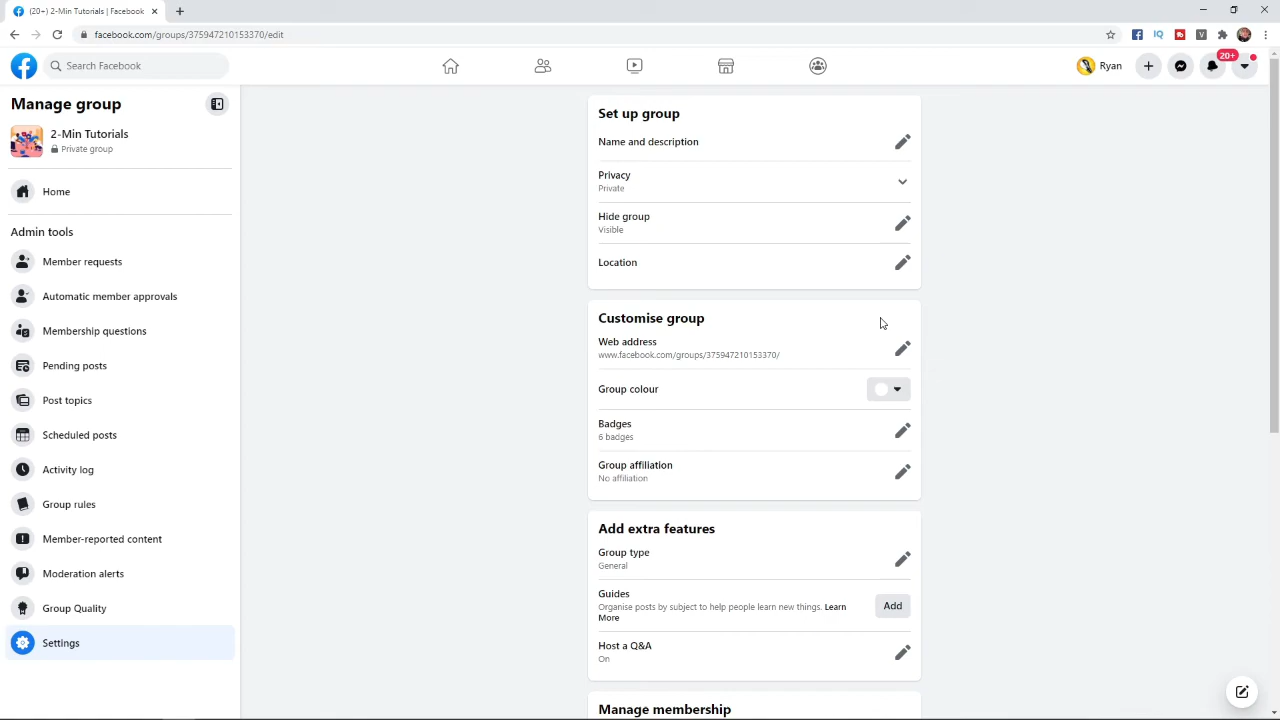 (20+) 2-Min Tutorials | Facebook
facebook.com/groups/375947210153370/edit
Search Facebook
Ryan
20+
Manage group
2-Min Tutorials
Private group
Home
Admin tools
Member requests
Automatic member approvals
Membership questions
Pending posts
Post topics
Scheduled posts
Activity log
Group rules
Member-reported content
Moderation alerts
Group Quality
Settings
Set up group
Name and description
Privacy
Private
Hide group
Visible
Location
Customise group
Web address
www.facebook.com/groups/375947210153370/
Group colour
Badges
6 badges
Group affiliation
No affiliation
Add extra features
Group type
General
Guides
Organise posts by subject to help people learn new things. Learn
More
Add
Host a Q&A
On
Manage membership